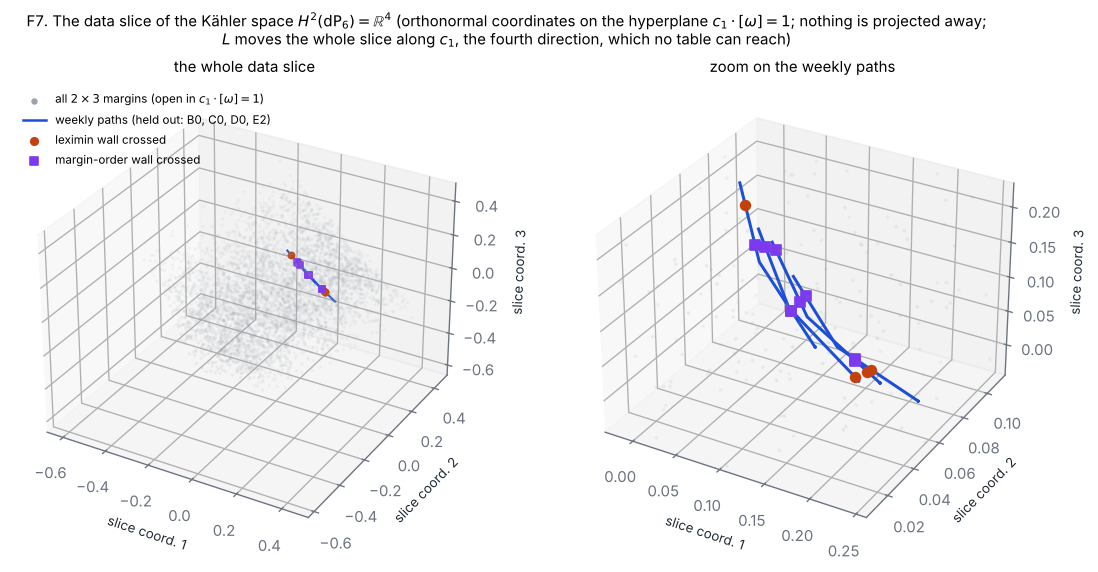 F7. The data slice of the Kähler space H²(dP₆) = ℝ⁴ (orthonormal coordinates on the hyperplane c₁ · [ω] = 1; nothing is projected away;
L moves the whole slice along c₁, the fourth direction, which no table can reach)
the whole data slice
all 2 × 3 margins (open in c₁ · [ω] = 1)
weekly paths (held out: B0, C0, D0, E2)
leximin wall crossed
margin-order wall crossed
0.4
0.2
0.0
−0.2
−0.4
−0.6
slice coord. 3
0.4
0.2
0.0
−0.2
−0.4
−0.6
slice coord. 2
−0.6
−0.4
−0.2
0.0
0.2
0.4
slice coord. 1
zoom on the weekly paths
0.20
0.15
0.10
0.05
0.00
slice coord. 3
0.10
0.08
0.06
0.04
0.02
slice coord. 2
0.00
0.05
0.10
0.15
0.20
0.25
slice coord. 1